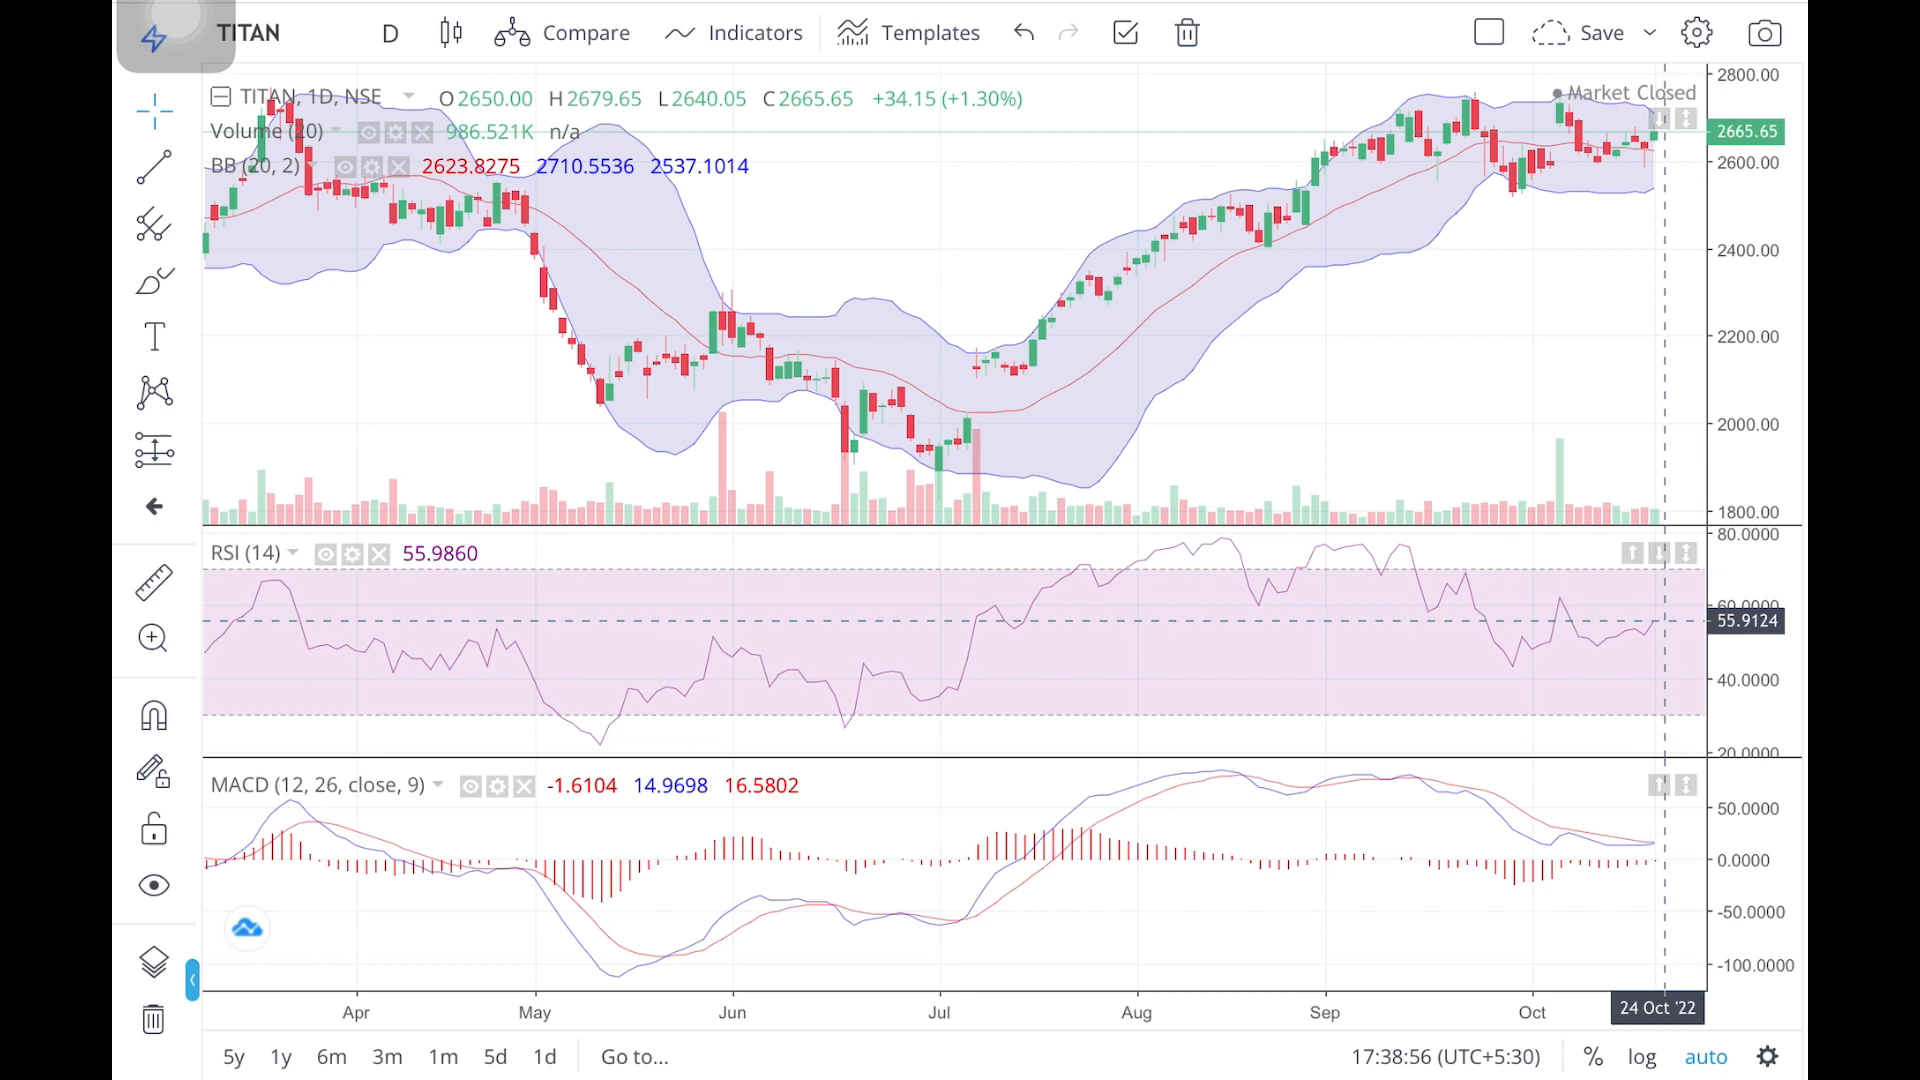 TITAN D Compare Indicators Templates Save
TITAN, 1D, NSE O2650.00 H2679.65 L2640.05 C2665.65 +34.15 (+1.30%)
Market Closed
Volume (20) 986.521K n/a
BB (20, 2) 2623.8275 2710.5536 2537.1014
2800.00
2665.65
2600.00
2400.00
2200.00
2000.00
1800.00
RSI (14) 55.9860
80.0000
60.0000
55.9124
40.0000
20.0000
MACD (12, 26, close, 9) -1.6104 14.9698 16.5802
50.0000
0.0000
-50.0000
-100.0000
Apr May Jun Jul Aug Sep Oct 24 Oct '22
5y 1y 6m 3m 1m 5d 1d Go to... 17:38:56 (UTC+5:30) % log auto